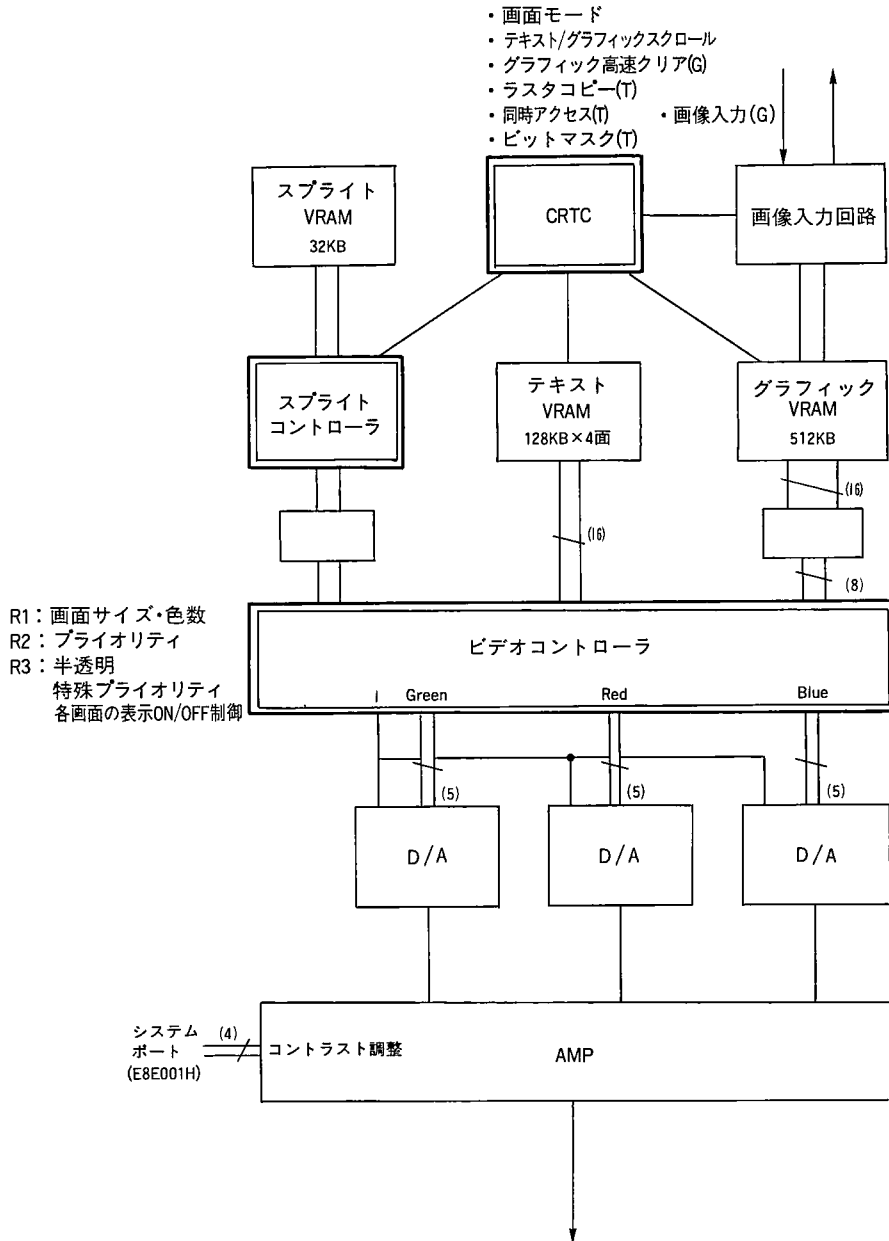 ・画面モード
・テキスト/グラフィックスクロール
・グラフィック高速クリア(G)
・ラスタコピー(T)
・同時アクセス(T)
・画像入力(G)
・ビットマスク(T)
スプライト
VRAM
32KB
CRTC
画像入力回路
スプライト
コントローラ
テキスト
VRAM
128KB×4面
グラフィック
VRAM
512KB
(16)
(16)
(8)
R1：画面サイズ・色数
R2：プライオリティ
R3：半透明
特殊プライオリティ
各画面の表示ON/OFF制御
ビデオコントローラ
I
Green
Red
Blue
(5)
(5)
(5)
D/A
D/A
D/A
システム
ポート
(E8E001H)
(4)
コントラスト調整
AMP